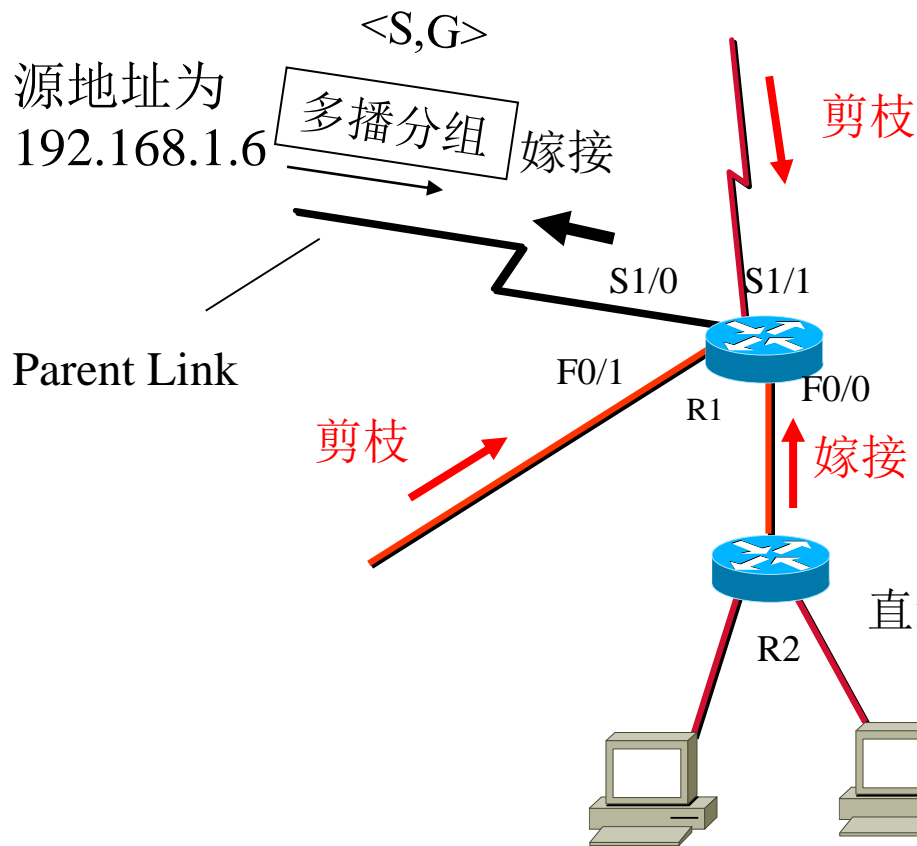 <S,G>
源地址为
192.168.1.6
多播分组
嫁接
剪枝
S1/0
S1/1
Parent Link
F0/1
R1
F0/0
剪枝
嫁接
直
R2